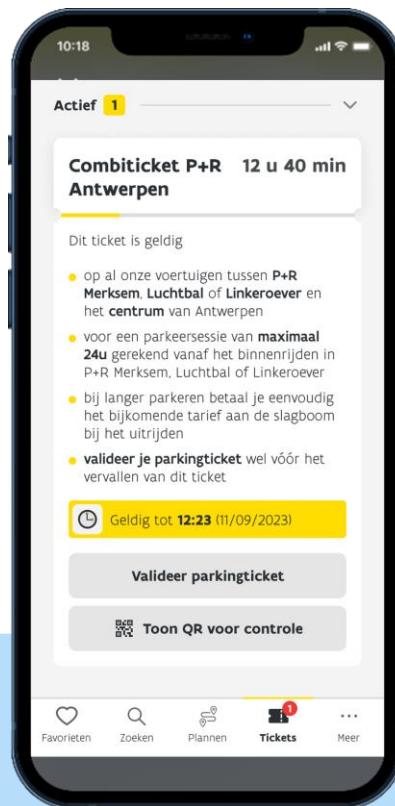 10:18
Actief 1
Combiticket P+R 12 u 40 min
Antwerpen
Dit ticket is geldig
op al onze voertuigen tussen P+R
Merksem, Luchtbal of Linkeroever en
het centrum van Antwerpen
voor een parkeersessie van maximaal
24u gerekend vanaf het binnenrijden in
P+R Merksem, Luchtbal of Linkeroever
bij langer parkeren betaal je eenvoudig
het bijkomende tarief aan de slagboom
bij het uitrijden
valideer je parkingticket wel vóór het
vervallen van dit ticket
Geldig tot 12:23 (11/09/2023)
Valideer parkingticket
Toon QR voor controle
1
Favorieten Zoeken Plannen Tickets Meer